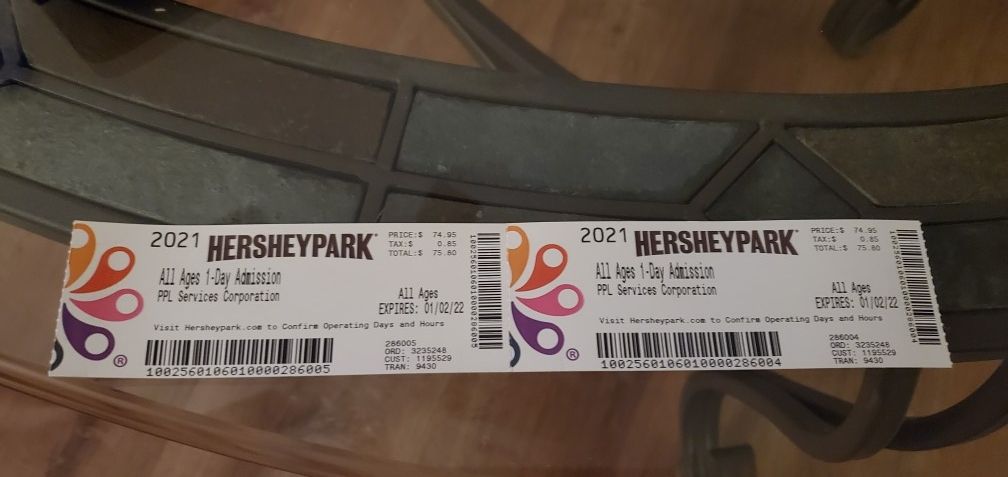 2021 HERSHEYPARK
PRICE:$ 74.95
TAX:$ 0.85
TOTAL:$ 75.80
All Ages 1-Day Admission
PPL Services Corporation
All Ages
EXPIRES: 01/02/22
Visit Hersheypark.com to Confirm Operating Days and Hours
®
1002560106010000286005
286005
ORD: 3235248
CUST: 1195529
TRAN: 9430
1002560106010000286005
2021 HERSHEYPARK
PRICE:$ 74.95
TAX:$ 0.85
TOTAL:$ 75.80
All Ages 1-Day Admission
PPL Services Corporation
All Ages
EXPIRES: 01/02/22
Visit Hersheypark.com to Confirm Operating Days and Hours
®
1002560106010000286004
286004
ORD: 3235248
CUST: 1195529
TRAN: 9430
1002560106010000286004